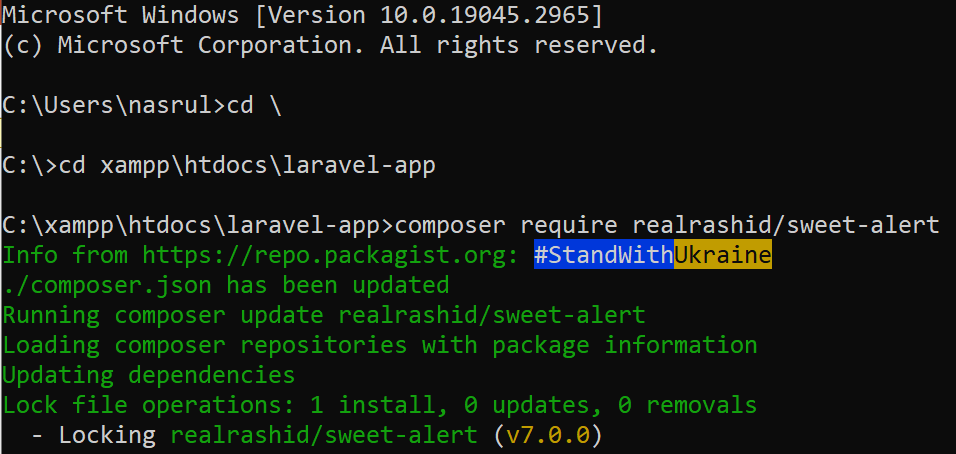 Microsoft Windows [Version 10.0.19045.2965]
(c) Microsoft Corporation. All rights reserved.
C:\Users\nasrul>cd \
C:\>cd xampp\htdocs\laravel-app
C:\xampp\htdocs\laravel-app>composer require realrashid/sweet-alert
Info from https://repo.packagist.org: #StandWithUkraine
./composer.json has been updated
Running composer update realrashid/sweet-alert
Loading composer repositories with package information
Updating dependencies
Lock file operations: 1 install, 0 updates, 0 removals
  - Locking realrashid/sweet-alert (v7.0.0)